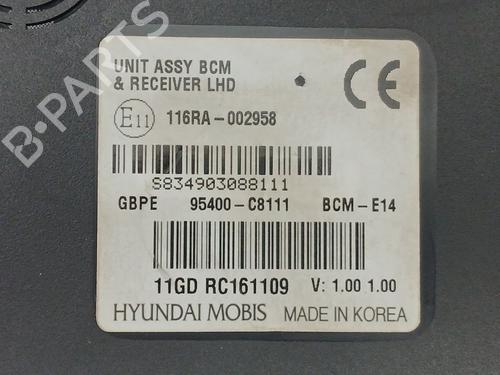 UNIT ASSY BCM
& RECEIVER LHD
CE
E11 116RA-002958
S834903088111
GBPE 95400-C8111 BCM-E14
11GD RC161109 V: 1.00 1.00
HYUNDAI MOBIS MADE IN KOREA
B-PARTS